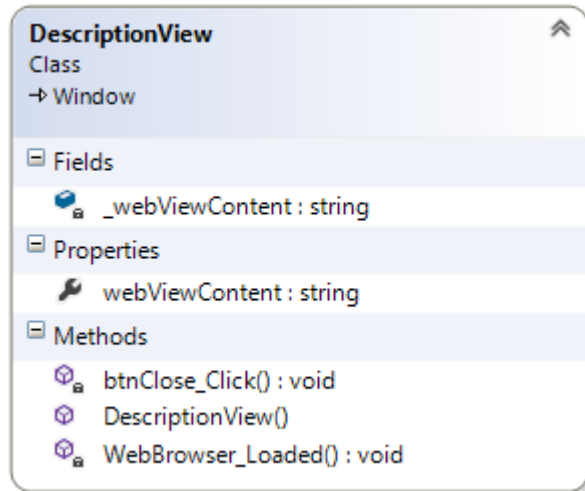 DescriptionView
Class
Window
Fields
_webViewContent : string
Properties
webViewContent : string
Methods
btnClose_Click() : void
DescriptionView()
WebBrowser_Loaded() : void